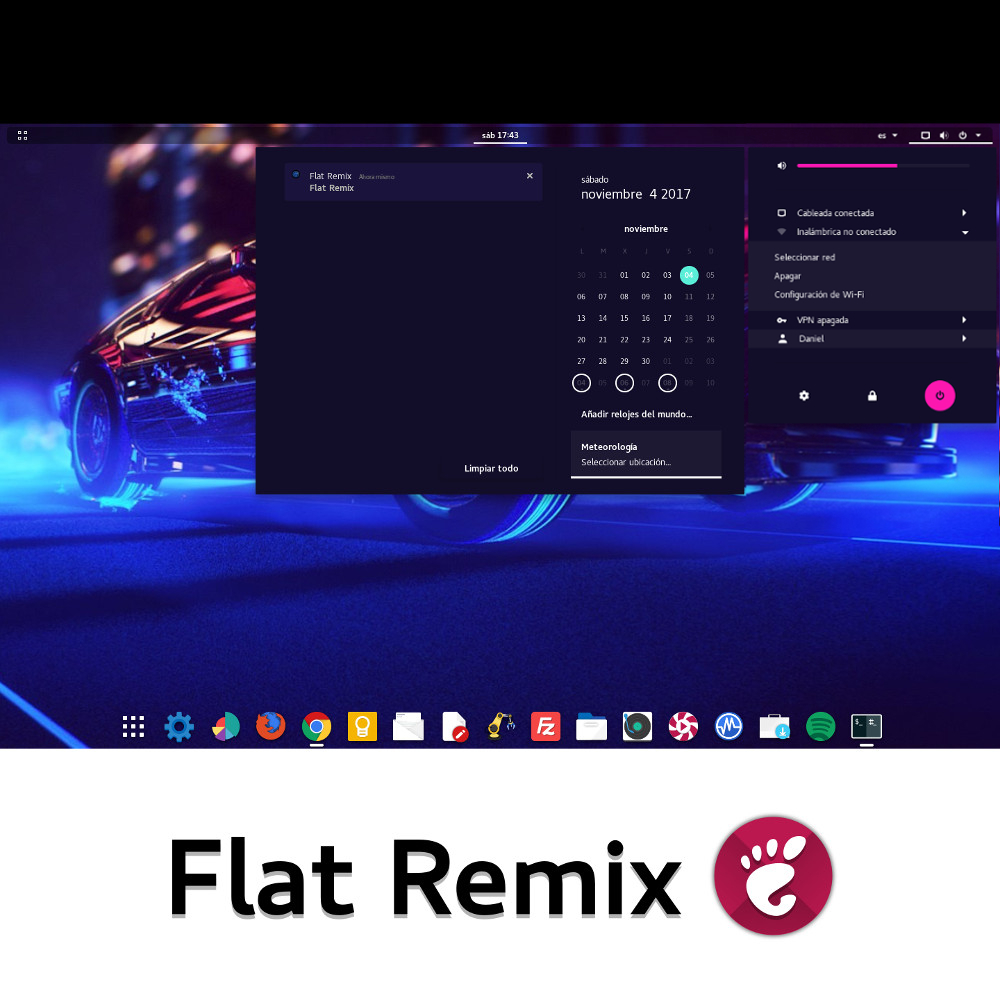 sáb 17:43
es
Flat Remix Ahora mismo
Flat Remix
Limpiar todo
sábado
noviembre 4 2017
noviembre
L M X J V S D
30 31 01 02 03 04 05
06 07 08 09 10 11 12
13 14 15 16 17 18 19
20 21 22 23 24 25 26
27 28 29 30 01 02 03
04 05 06 07 08 09 10
Añadir relojes del mundo...
Meteorología
Seleccionar ubicación...
Cableada conectada
Inalámbrica no conectado
Seleccionar red
Apagar
Configuración de Wi-Fi
VPN apagada
Daniel
FZ
$_ #_
Flat Remix